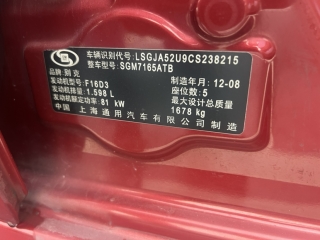 车辆识别代号: LSGJA52U9CS238215
整车型号: SGM7165ATB
品牌: 别克 制造年月: 12-08
发动机型号: F16D3 座位数: 5
发动机排量: 1.598 L 最大设计总质量
发动机额定功率: 81 kW 1678 kg
中国 上海通用汽车有限公司制造